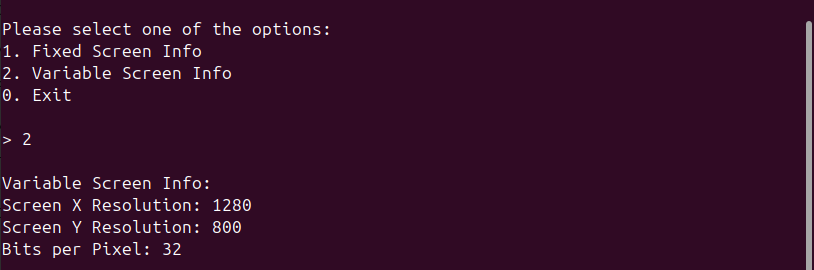 Please select one of the options:
1. Fixed Screen Info
2. Variable Screen Info
0. Exit
> 2
Variable Screen Info:
Screen X Resolution: 1280
Screen Y Resolution: 800
Bits per Pixel: 32